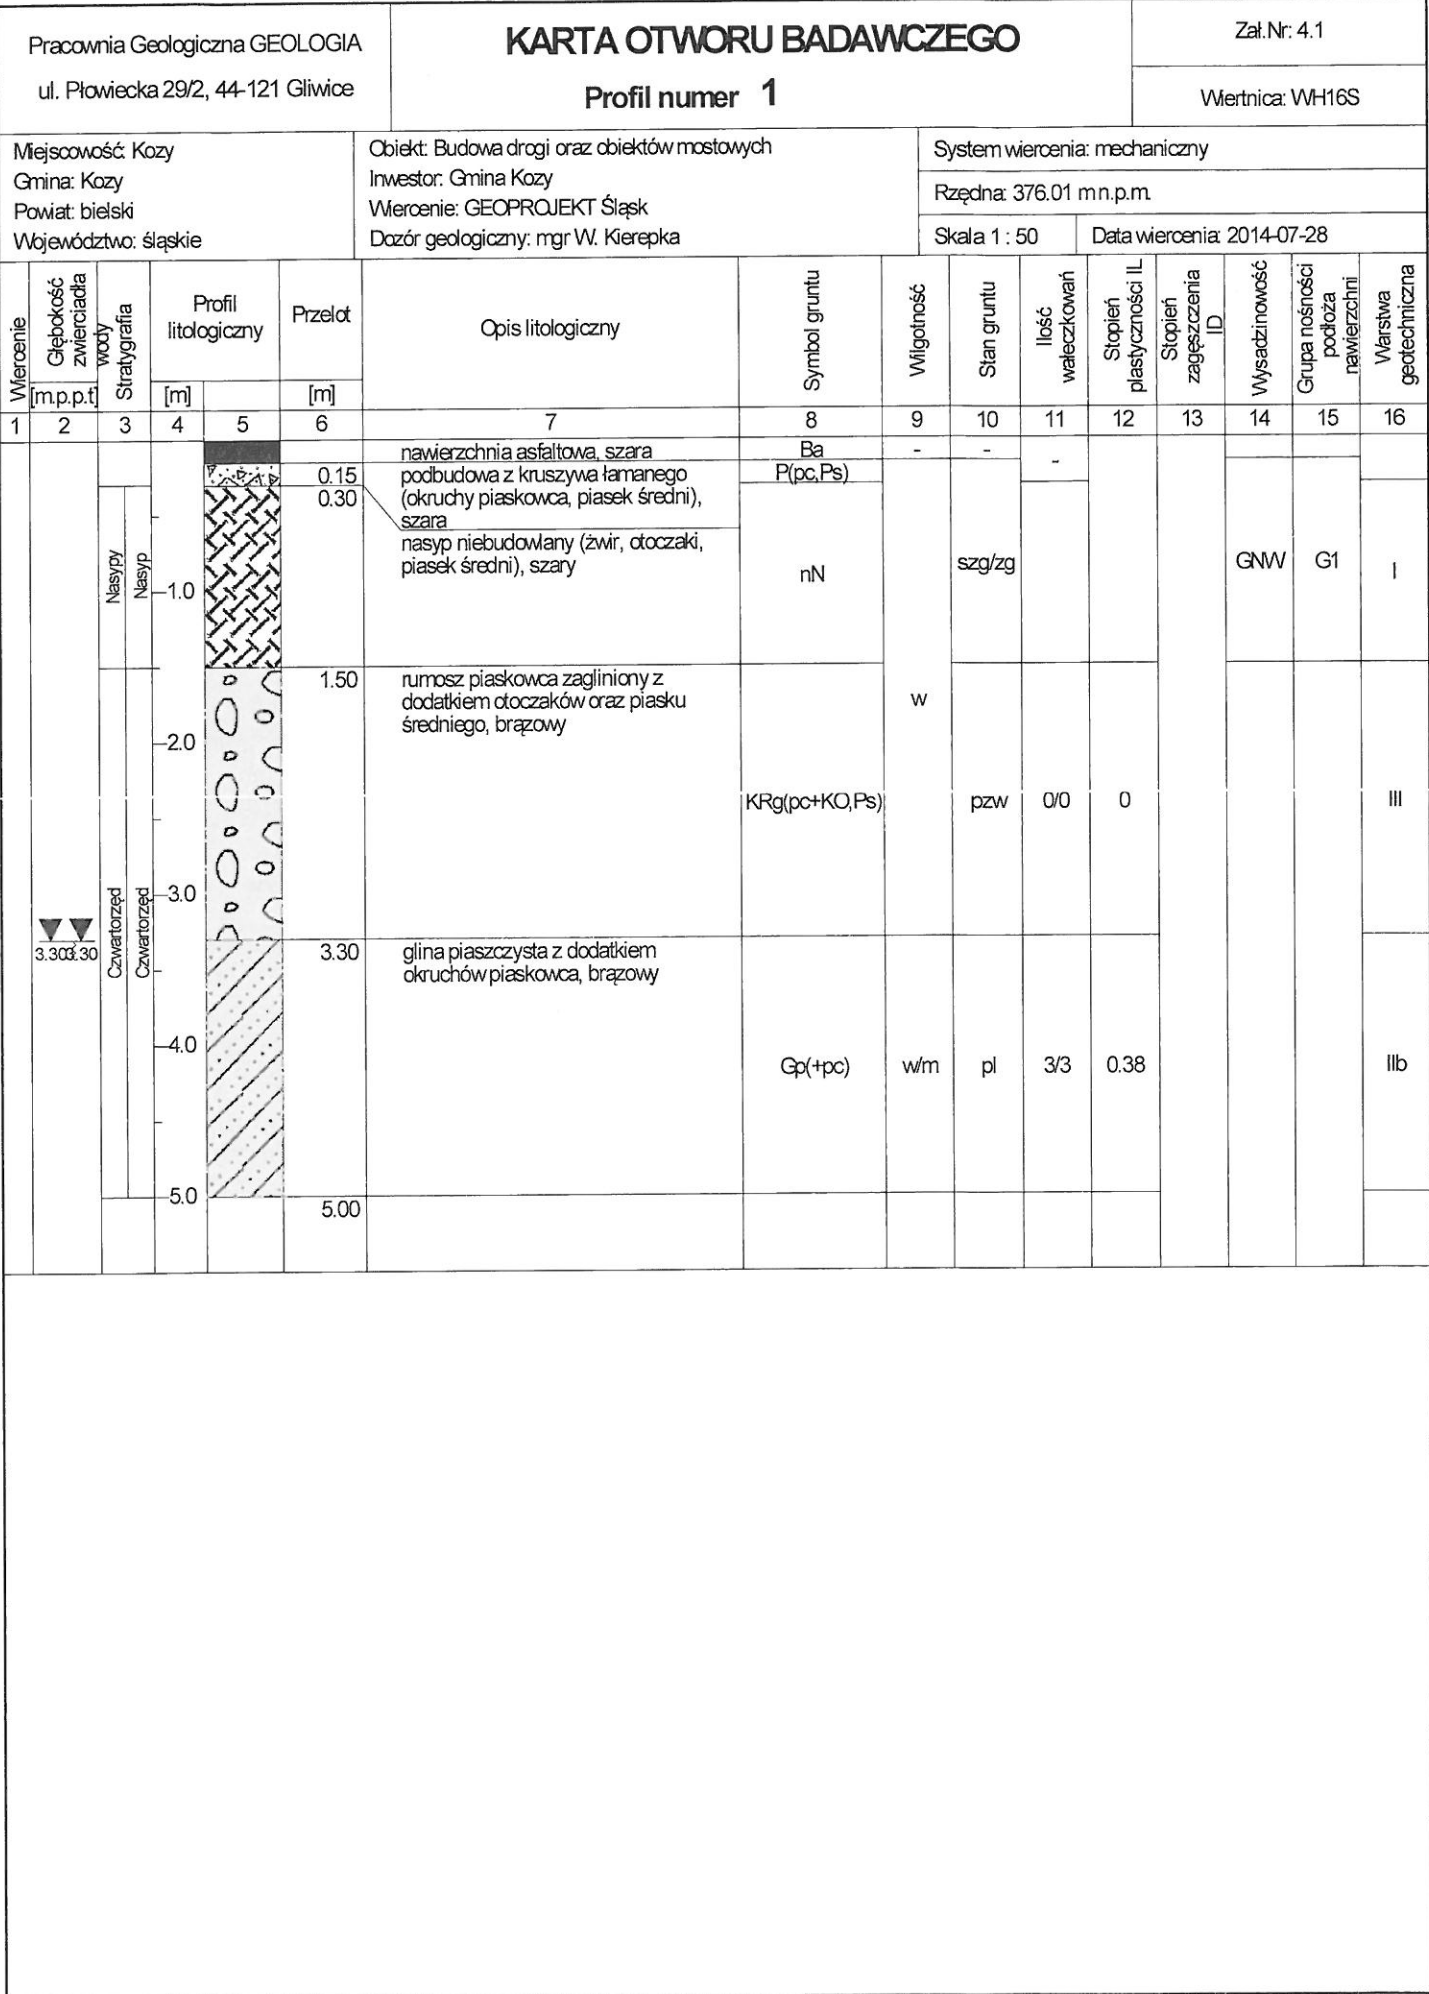 Pracownia Geologiczna GEOLOGIA
ul. Płowiecka 29/2, 44-121 Gliwice
KARTA OTWORU BADAWCZEGO
Profil numer 1
Zał.Nr: 4.1
Wiertnica: WH16S
Miejscowość: Kozy
Gmina: Kozy
Powiat: bielski
Województwo: śląskie
Obiekt: Budowa drogi oraz obiektów mostowych
Inwestor: Gmina Kozy
Wiercenie: GEOPROJEKT Śląsk
Dozór geologiczny: mgr W. Kierepka
System wiercenia: mechaniczny
Rzędna: 376.01 m n.p.m.
Skala 1 : 50
Data wiercenia: 2014-07-28
Wiercenie
Głębokość
zwierciadła
wody
[m.p.p.t]
Stratygrafia
Profil
litologiczny
[m]
Przelot
[m]
Opis litologiczny
Symbol gruntu
Wilgotność
Stan gruntu
Ilość
wałeczkowań
Stopień
plastyczności IL
Stopień
zagęszczenia
ID
Wysadzinowość
Grupa nośności
podłoża
nawierzchni
Warstwa
geotechniczna
1 2 3 4 5 6 7 8 9 10 11 12 13 14 15 16
nawierzchnia asfaltowa, szara
Ba - -
0.15
podbudowa z kruszywa łamanego
(okruchy piaskowca, piasek średni),
szara
P(pc,Ps)
-
0.30
nasyp niebudowlany (żwir, otoczaki,
piasek średni), szary
Nasypy
Nasyp
-1.0
nN szg/zg GNW G1 I
1.50
rumosz piaskowca zagliniony z
dodatkiem otoczaków oraz piasku
średniego, brązowy
w
-2.0
KRg(pc+KO,Ps) pzw 0/0 0 III
-3.0
Czwartorzęd
Czwartorzęd
3.30 3.30
3.30
glina piaszczysta z dodatkiem
okruchów piaskowca, brązowy
-4.0
Gp(+pc) w/m pl 3/3 0.38 IIb
-5.0
5.00